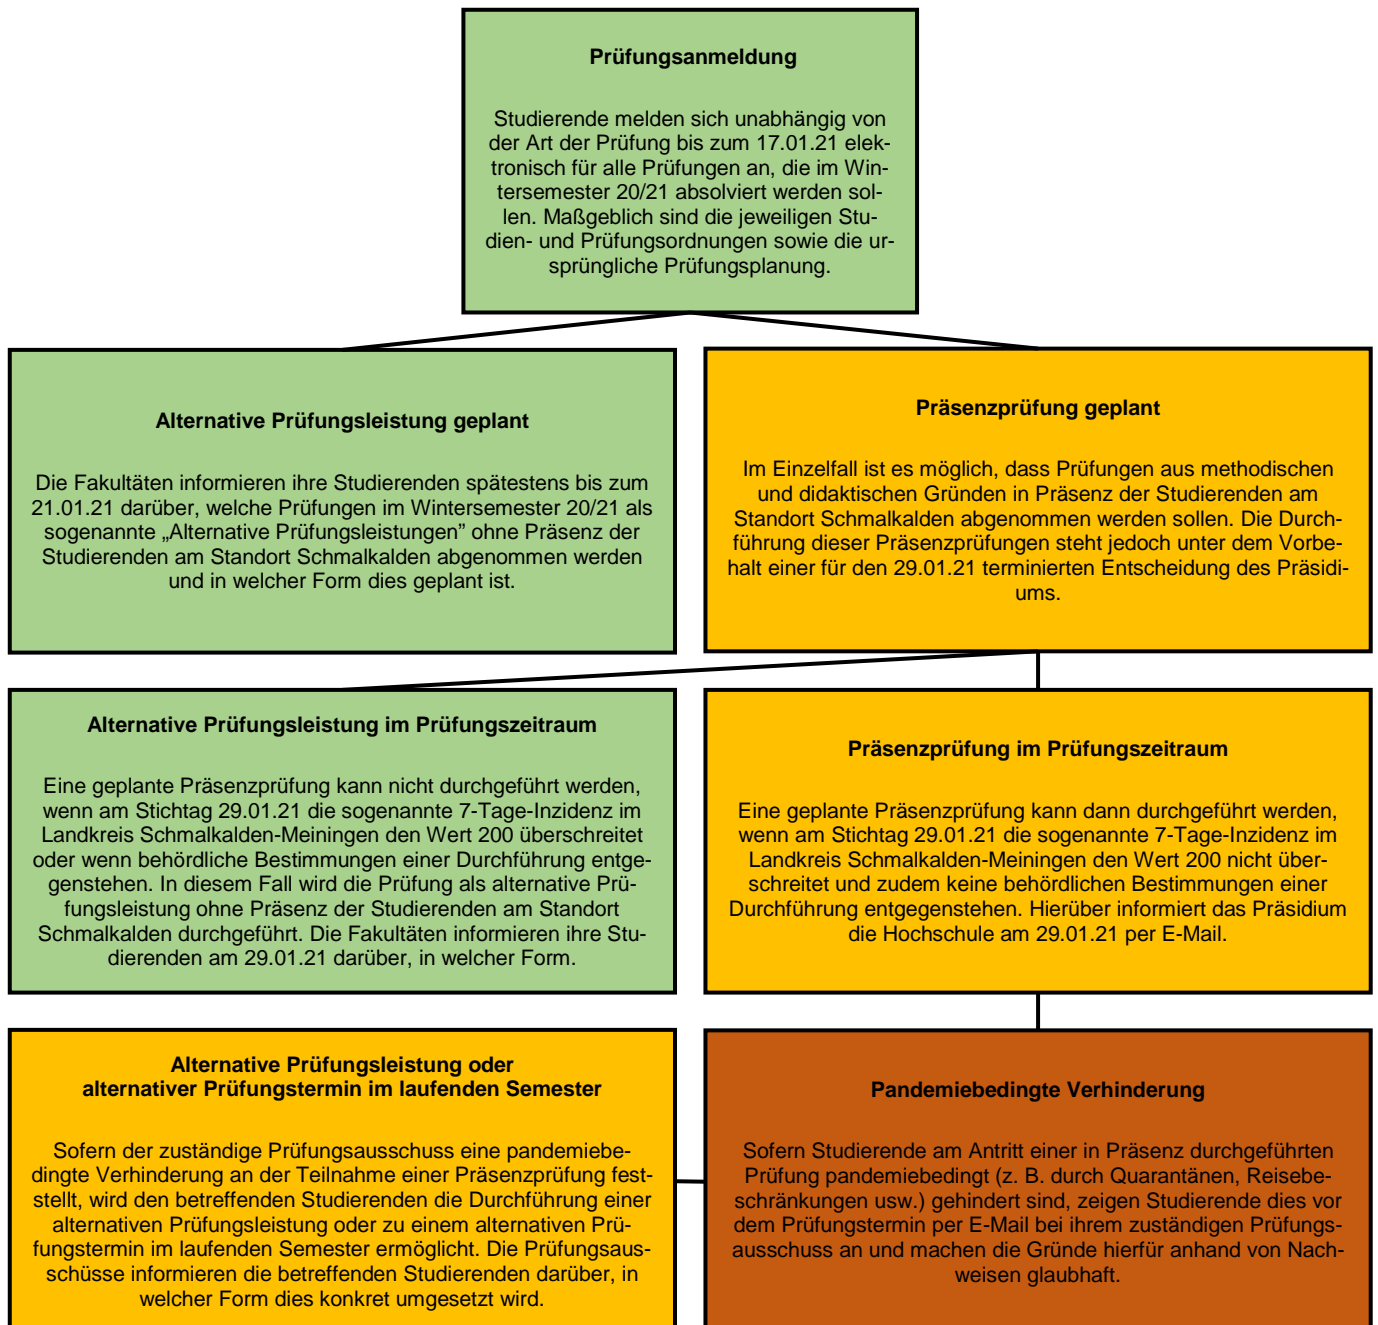 Prüfungsanmeldung
Studierende melden sich unabhängig von
der Art der Prüfung bis zum 17.01.21 elek-
tronisch für alle Prüfungen an, die im Win-
tersemester 20/21 absolviert werden sol-
len. Maßgeblich sind die jeweiligen Stu-
dien- und Prüfungsordnungen sowie die ur-
sprüngliche Prüfungsplanung.
Alternative Prüfungsleistung geplant
Die Fakultäten informieren ihre Studierenden spätestens bis zum
21.01.21 darüber, welche Prüfungen im Wintersemester 20/21 als
sogenannte „Alternative Prüfungsleistungen” ohne Präsenz der
Studierenden am Standort Schmalkalden abgenommen werden
und in welcher Form dies geplant ist.
Präsenzprüfung geplant
Im Einzelfall ist es möglich, dass Prüfungen aus methodischen
und didaktischen Gründen in Präsenz der Studierenden am
Standort Schmalkalden abgenommen werden sollen. Die Durch-
führung dieser Präsenzprüfungen steht jedoch unter dem Vorbe-
halt einer für den 29.01.21 terminierten Entscheidung des Präsidi-
ums.
Alternative Prüfungsleistung im Prüfungszeitraum
Eine geplante Präsenzprüfung kann nicht durchgeführt werden,
wenn am Stichtag 29.01.21 die sogenannte 7-Tage-Inzidenz im
Landkreis Schmalkalden-Meiningen den Wert 200 überschreitet
oder wenn behördliche Bestimmungen einer Durchführung entge-
genstehen. In diesem Fall wird die Prüfung als alternative Prü-
fungsleistung ohne Präsenz der Studierenden am Standort
Schmalkalden durchgeführt. Die Fakultäten informieren ihre Stu-
dierenden am 29.01.21 darüber, in welcher Form.
Präsenzprüfung im Prüfungszeitraum
Eine geplante Präsenzprüfung kann dann durchgeführt werden,
wenn am Stichtag 29.01.21 die sogenannte 7-Tage-Inzidenz im
Landkreis Schmalkalden-Meiningen den Wert 200 nicht über-
schreitet und zudem keine behördlichen Bestimmungen einer
Durchführung entgegenstehen. Hierüber informiert das Präsidium
die Hochschule am 29.01.21 per E-Mail.
Alternative Prüfungsleistung oder
alternativer Prüfungstermin im laufenden Semester
Sofern der zuständige Prüfungsausschuss eine pandemiebe-
dingte Verhinderung an der Teilnahme einer Präsenzprüfung fest-
stellt, wird den betreffenden Studierenden die Durchführung einer
alternativen Prüfungsleistung oder zu einem alternativen Prü-
fungstermin im laufenden Semester ermöglicht. Die Prüfungsaus-
schüsse informieren die betreffenden Studierenden darüber, in
welcher Form dies konkret umgesetzt wird.
Pandemiebedingte Verhinderung
Sofern Studierende am Antritt einer in Präsenz durchgeführten
Prüfung pandemiebedingt (z. B. durch Quarantänen, Reisebe-
schränkungen usw.) gehindert sind, zeigen Studierende dies vor
dem Prüfungstermin per E-Mail bei ihrem zuständigen Prüfungs-
ausschuss an und machen die Gründe hierfür anhand von Nach-
weisen glaubhaft.